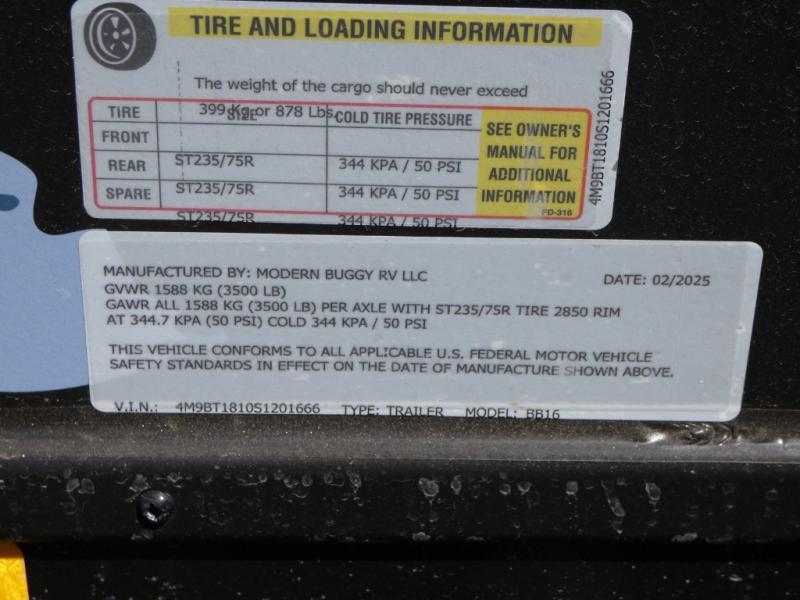 TIRE AND LOADING INFORMATION
The weight of the cargo should never exceed
399 Kg or 878 Lbs.
TIRE SIZE COLD TIRE PRESSURE
FRONT ST235/75R 344 KPA / 50 PSI
REAR ST235/75R 344 KPA / 50 PSI
SPARE ST235/75R 344 KPA / 50 PSI
SEE OWNER'S
MANUAL FOR
ADDITIONAL
INFORMATION
FD-316
4M9BT1810S1201666
MANUFACTURED BY: MODERN BUGGY RV LLC DATE: 02/2025
GVWR 1588 KG (3500 LB)
GAWR ALL 1588 KG (3500 LB) PER AXLE WITH ST235/75R TIRE 2850 RIM
AT 344.7 KPA (50 PSI) COLD 344 KPA / 50 PSI
THIS VEHICLE CONFORMS TO ALL APPLICABLE U.S. FEDERAL MOTOR VEHICLE
SAFETY STANDARDS IN EFFECT ON THE DATE OF MANUFACTURE SHOWN ABOVE.
V.I.N.: 4M9BT1810S1201666 TYPE: TRAILER MODEL: BB16